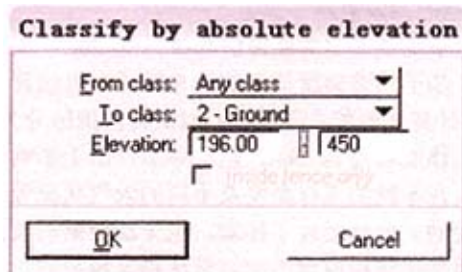 Classify by absolute elevation
From class: Any class
To class: 2 - Ground
Elevation: 196.00 - 450
Inside fence only
OK Cancel